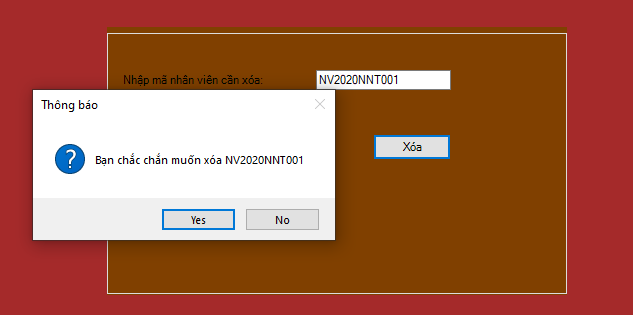 Nhập mã nhân viên cần xóa:
NV2020NNT001
Thông báo
Bạn chắc chắn muốn xóa NV2020NNT001
Xóa
Yes
No